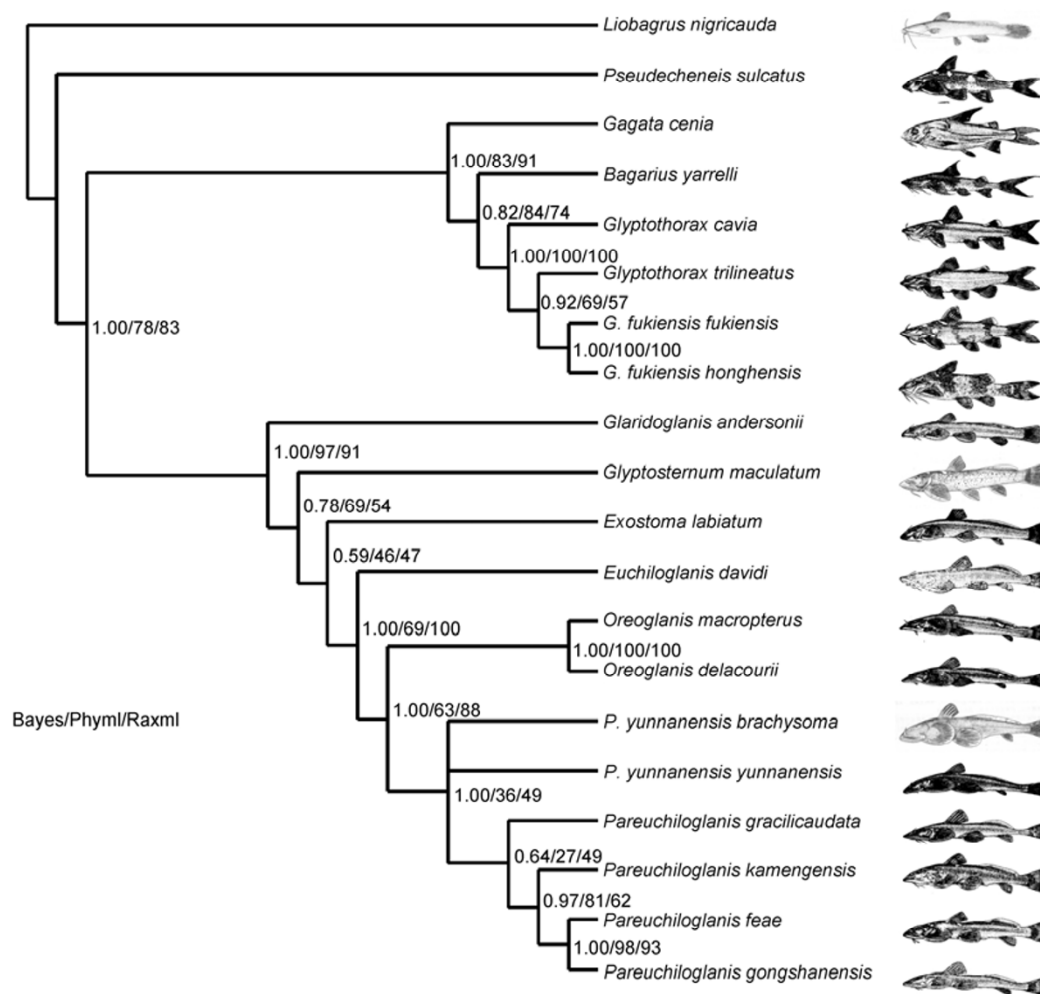 Liobagrus nigricauda
Pseudecheneis sulcatus
Gagata cenia
1.00/83/91
Bagarius yarrelli
0.82/84/74
Glyptothorax cavia
1.00/100/100
Glyptothorax trilineatus
0.92/69/57
G. fukiensis fukiensis
1.00/78/83
1.00/100/100
G. fukiensis honghensis
Glaridoglanis andersonii
1.00/97/91
Glyptosternum maculatum
0.78/69/54
Exostoma labiatum
0.59/46/47
Euchiloglanis davidi
Oreoglanis macropterus
1.00/69/100
1.00/100/100
Oreoglanis delacourii
1.00/63/88
Bayes/Phyml/Raxml
P. yunnanensis brachysoma
P. yunnanensis yunnanensis
1.00/36/49
Pareuchiloglanis gracilicaudata
0.64/27/49
Pareuchiloglanis kamengensis
0.97/81/62
Pareuchiloglanis feae
1.00/98/93
Pareuchiloglanis gongshanensis